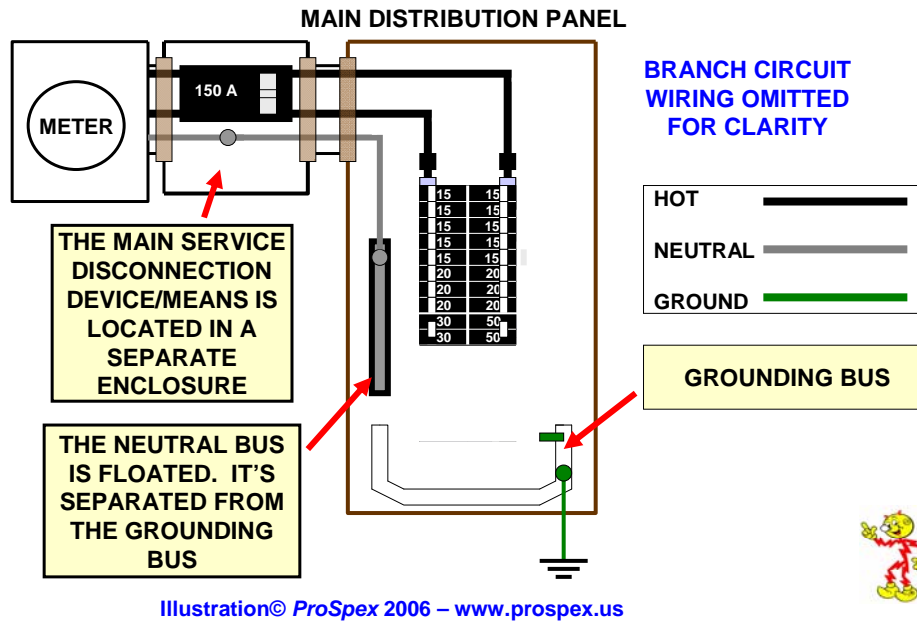 MAIN DISTRIBUTION PANEL
METER
150 A
BRANCH CIRCUIT
WIRING OMITTED
FOR CLARITY
HOT
NEUTRAL
GROUND
15 15
15 15
15 15
15 15
15 15
20 20
20 20
20 20
30 50
30 50
THE MAIN SERVICE
DISCONNECTION
DEVICE/MEANS IS
LOCATED IN A
SEPARATE
ENCLOSURE
GROUNDING BUS
THE NEUTRAL BUS
IS FLOATED. IT'S
SEPARATED FROM
THE GROUNDING
BUS
Illustration© ProSpex 2006 – www.prospex.us